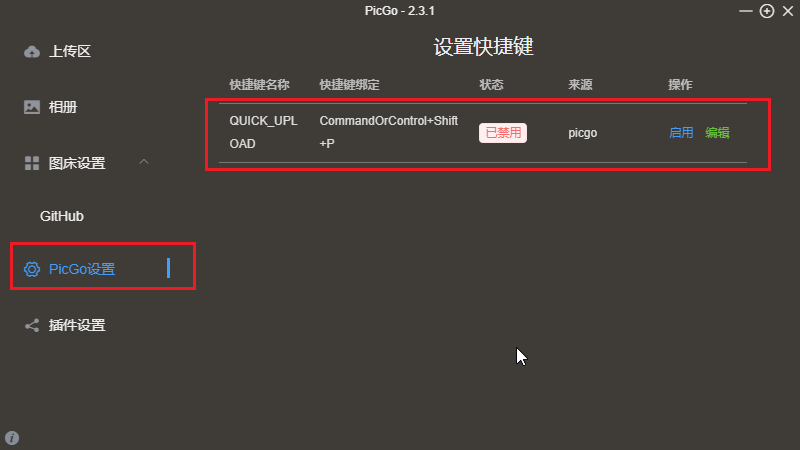 PicGo - 2.3.1
上传区
相册
图床设置
GitHub
PicGo设置
插件设置
设置快捷键
快捷键名称 快捷键绑定 状态 来源 操作
QUICK_UPL CommandOrControl+Shift 已禁用 picgo 启用 编辑
OAD +P